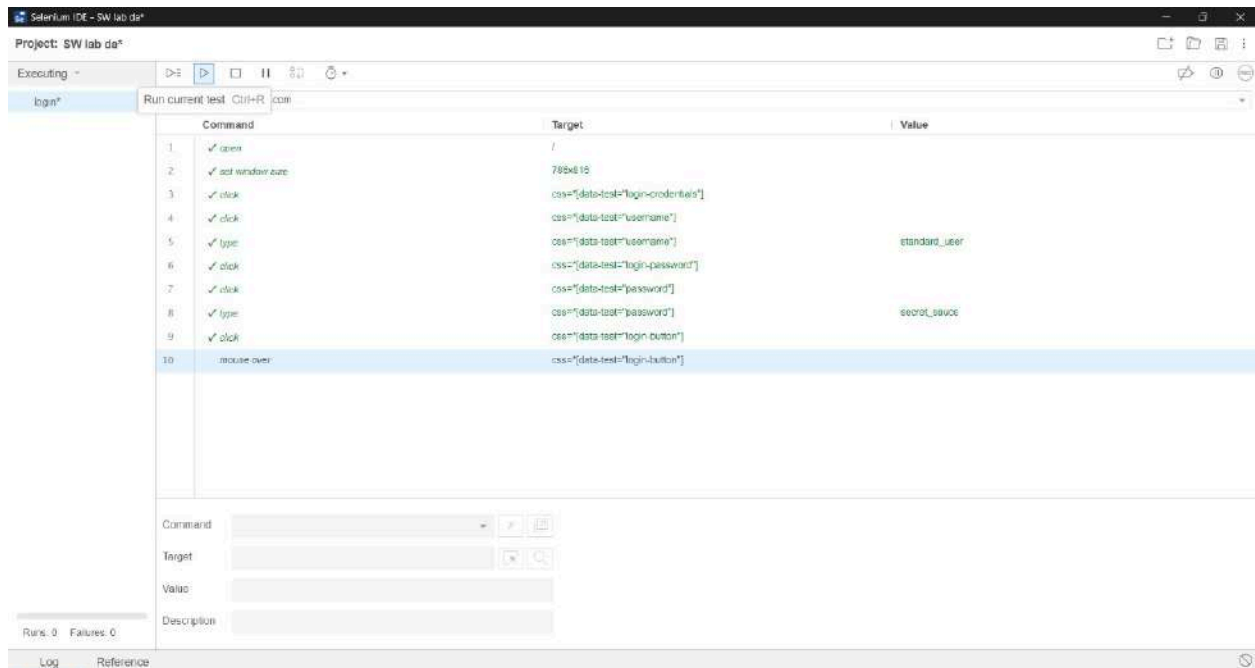 Selenium IDE - SW lab da*
Project: SW lab da*
Executing
login*
Run current test Ctrl+R .com
Command Target Value
1 ✓ open /
2 ✓ set window size
3 ✓ click css=*[data-test="login-credentials"]
4 ✓ click css=*[data-test="username"]
5 ✓ type css=*[data-test="username"] standard_user
6 ✓ click css=*[data-test="login-password"]
7 ✓ click css=*[data-test="password"]
8 ✓ type css=*[data-test="password"] secret_sauce
9 ✓ click css=*[data-test="login-button"]
10 mouse over css=*[data-test="login-button"]
Command
Target
Value
Description
Runs: 0 Failures: 0
Log Reference